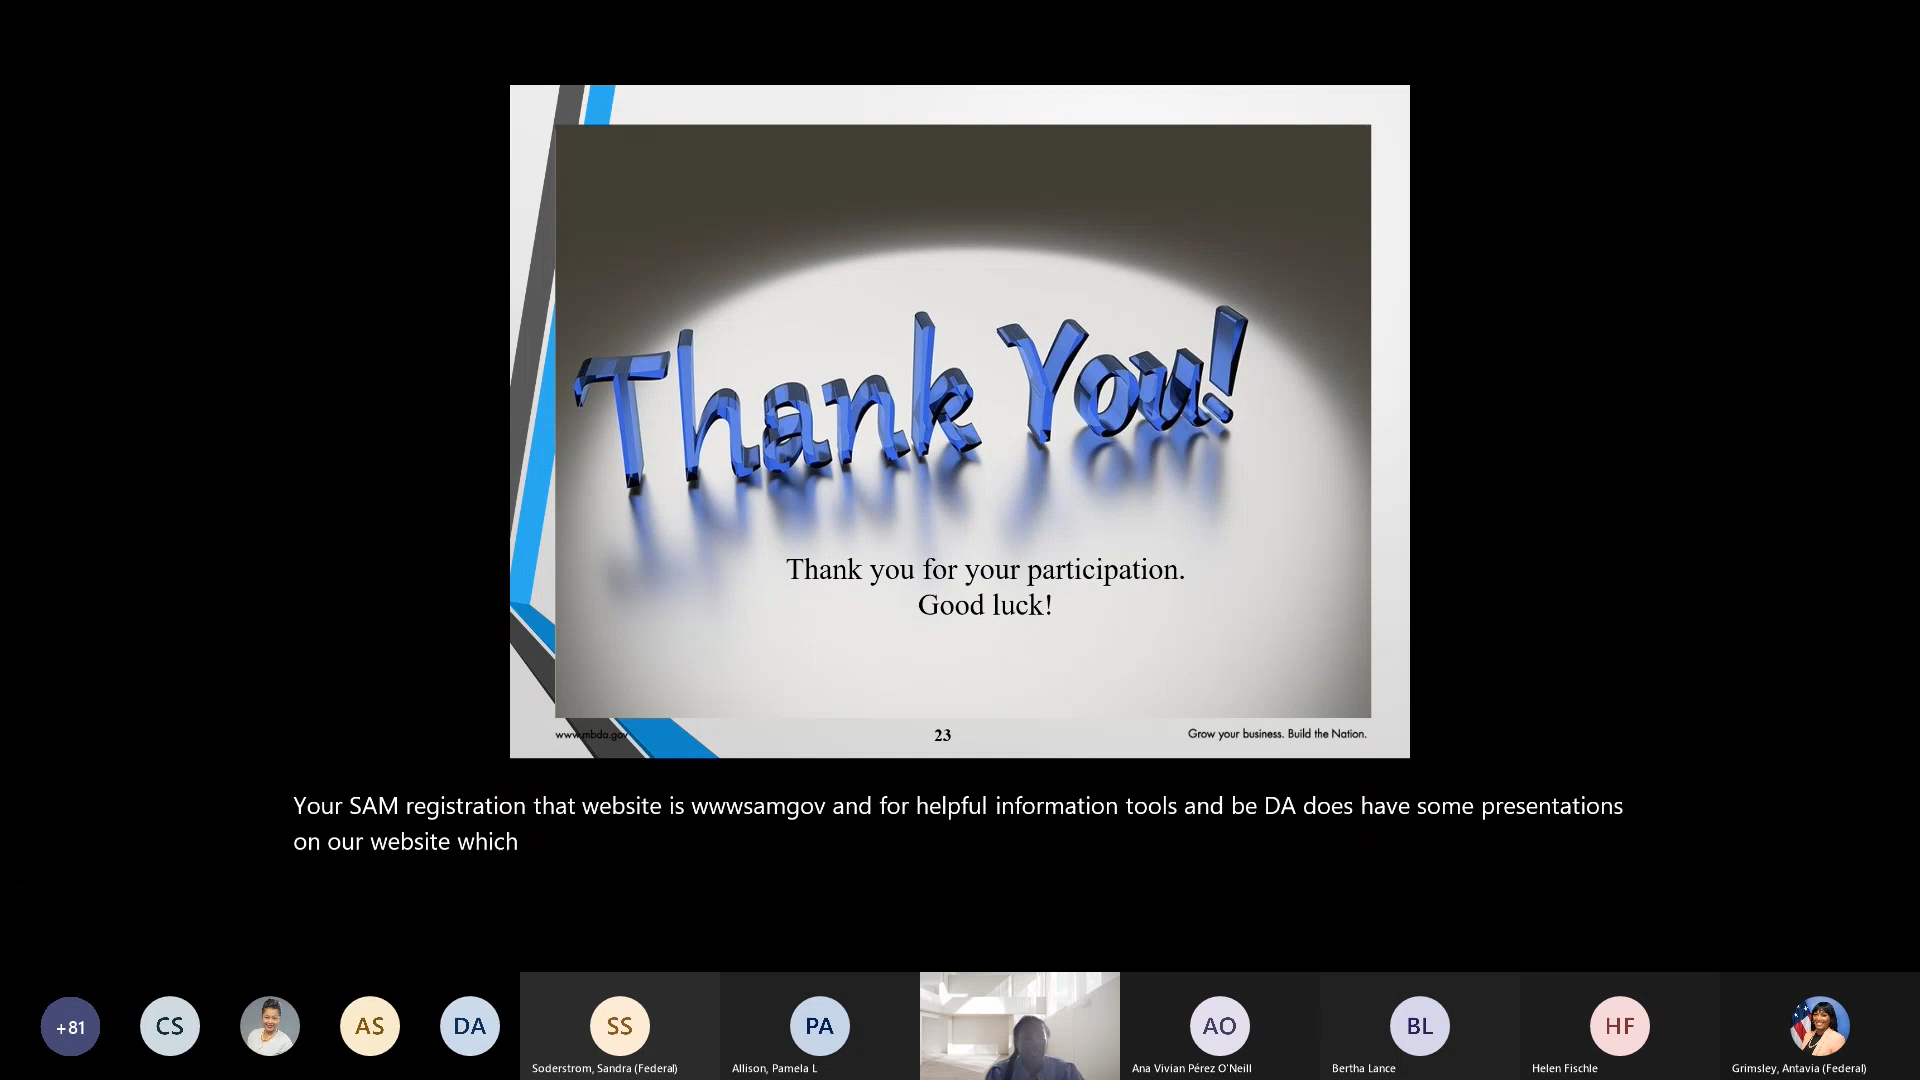 Thank You!
Thank you for your participation.
Good luck!
www.mbda.gov
23
Grow your business. Build the Nation.
Your SAM registration that website is wwwsamgov and for helpful information tools and be DA does have some presentations
on our website which
+81
CS
AS
DA
SS
PA
AO
BL
HF
Soderstrom, Sandra (Federal)
Allison, Pamela L
Ana Vivian Pérez O'Neill
Bertha Lance
Helen Fischle
Grimsley, Antavia (Federal)